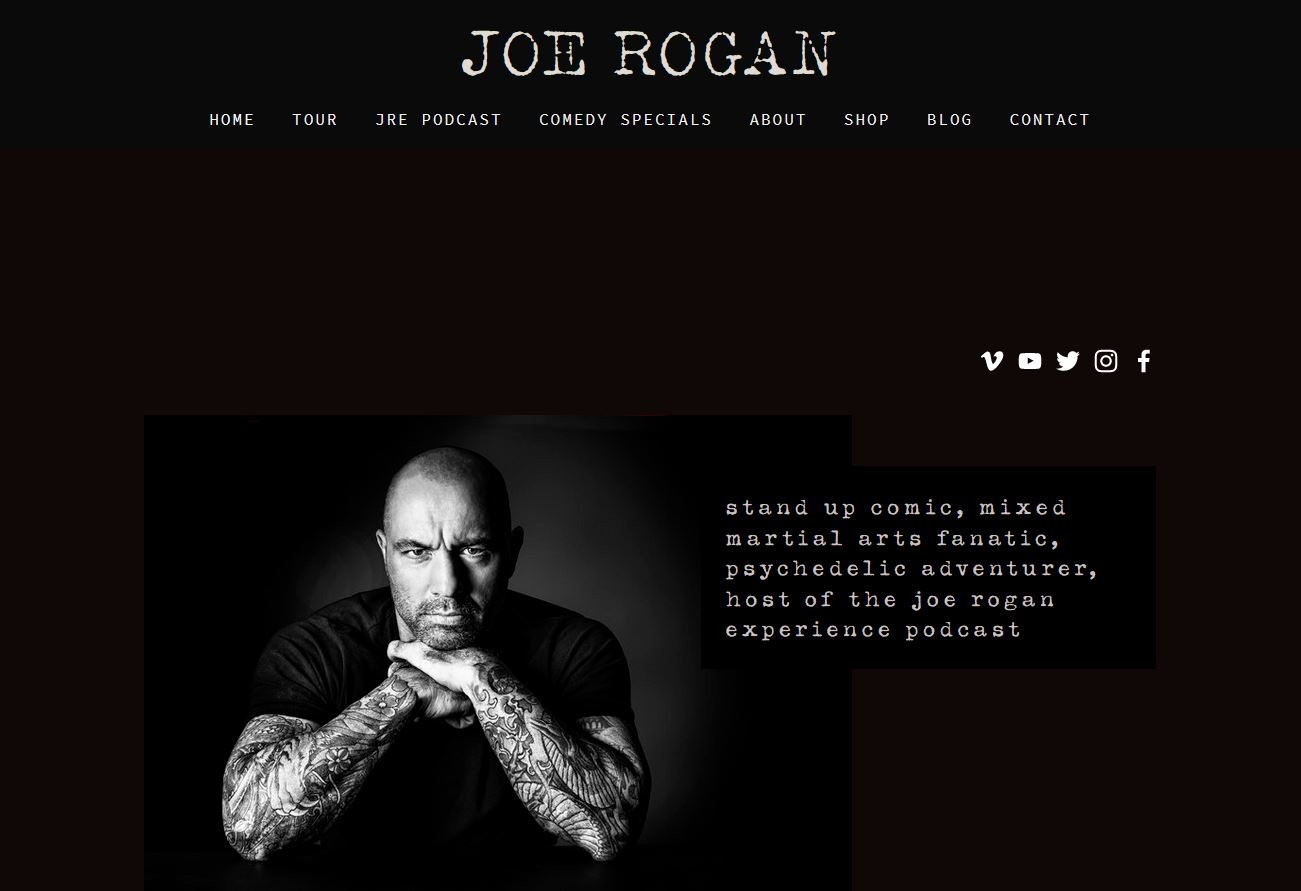 JOE ROGAN
HOME TOUR JRE PODCAST COMEDY SPECIALS ABOUT SHOP BLOG CONTACT
stand up comic, mixed
martial arts fanatic,
psychedelic adventurer,
host of the joe rogan
experience podcast